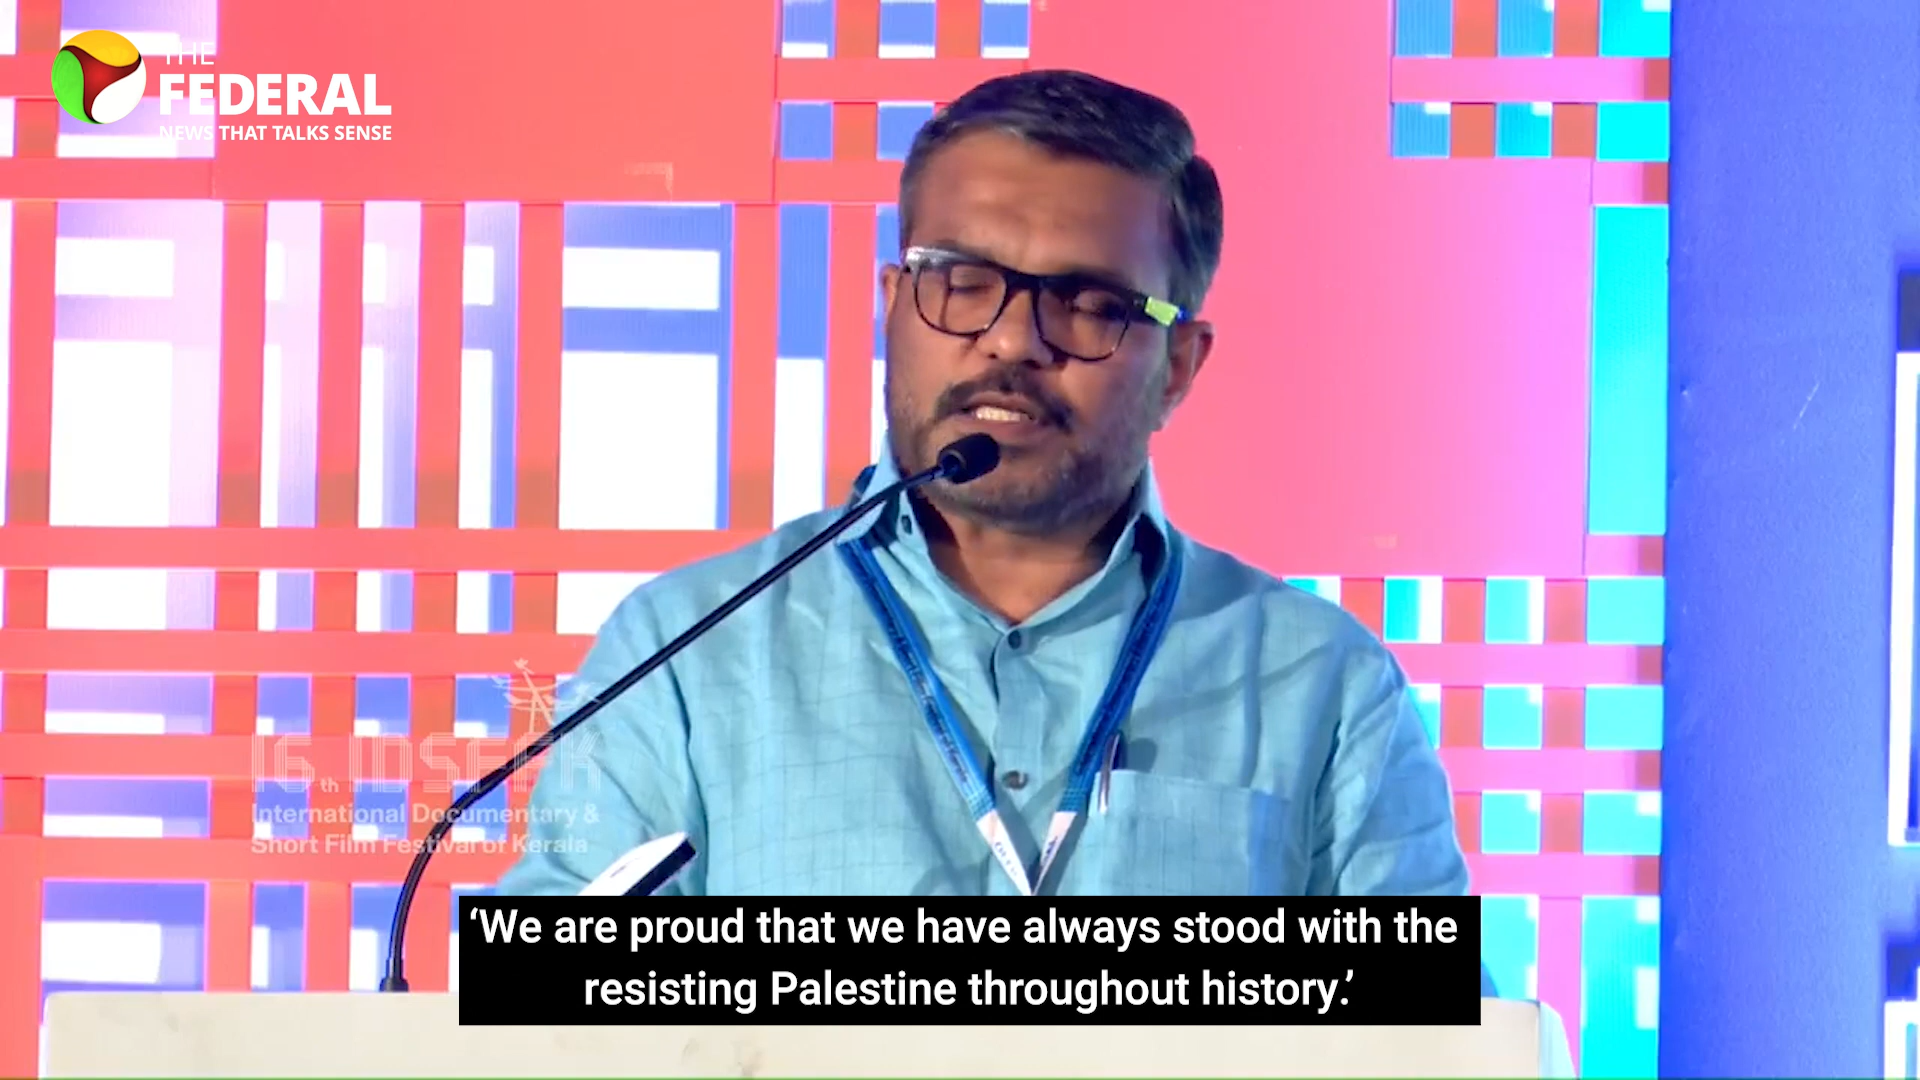 THE
FEDERAL
NEWS THAT TALKS SENSE
16th IDSFFK
International Documentary &
Short Film Festival of Kerala
‘We are proud that we have always stood with the
resisting Palestine throughout history.’